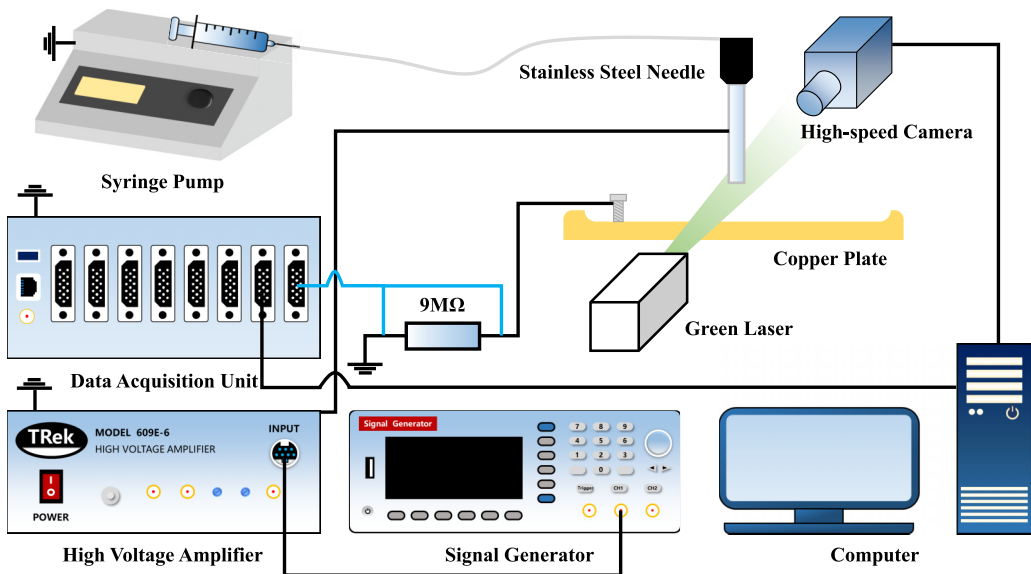 Stainless Steel Needle
High-speed Camera
Syringe Pump
Copper Plate
9MΩ
Green Laser
Data Acquisition Unit
TRek
MODEL 609E-6
HIGH VOLTAGE AMPLIFIER
INPUT
POWER
High Voltage Amplifier
Signal Generator
7 8 9
4 5 6
1 2 3
0
Trigger CH1 CH2
Signal Generator
Computer